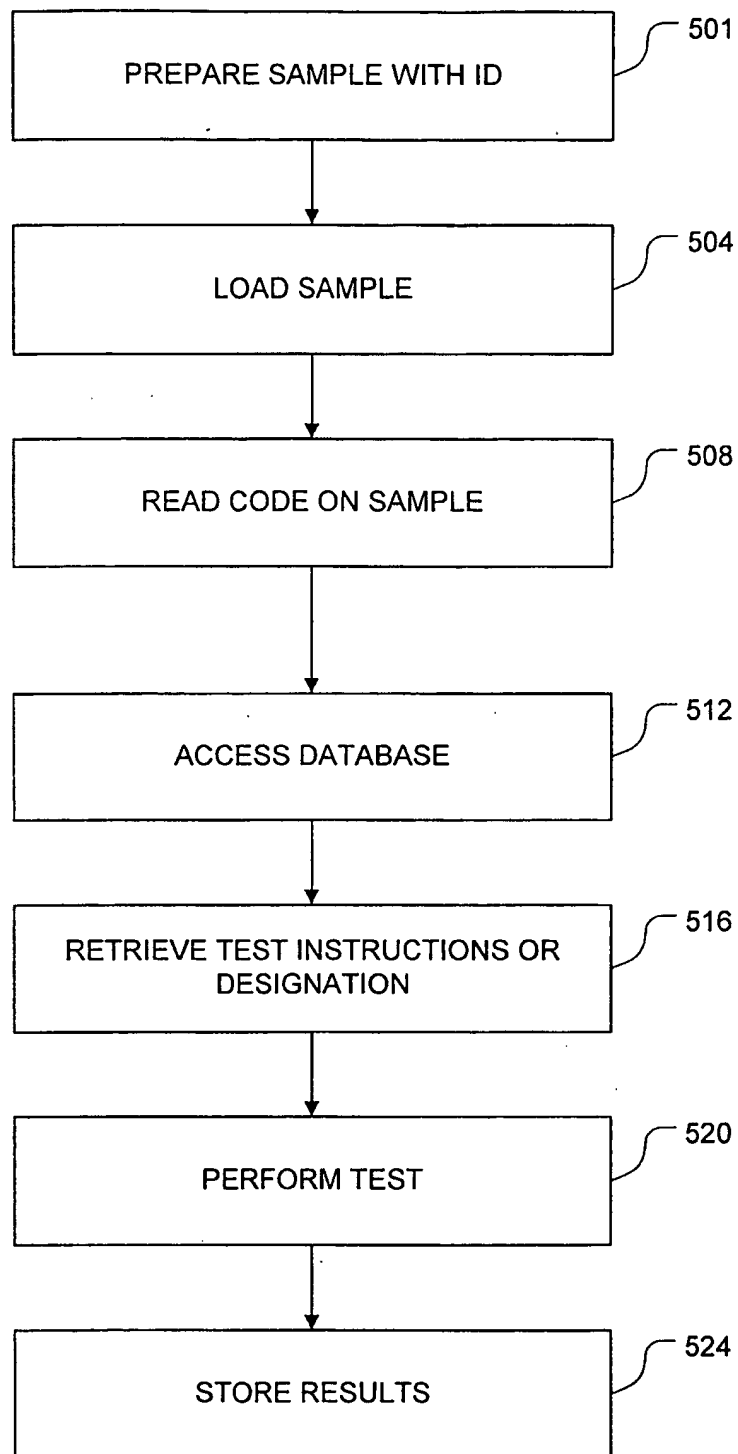 501
PREPARE SAMPLE WITH ID
504
LOAD SAMPLE
508
READ CODE ON SAMPLE
512
ACCESS DATABASE
516
RETRIEVE TEST INSTRUCTIONS OR
DESIGNATION
520
PERFORM TEST
524
STORE RESULTS